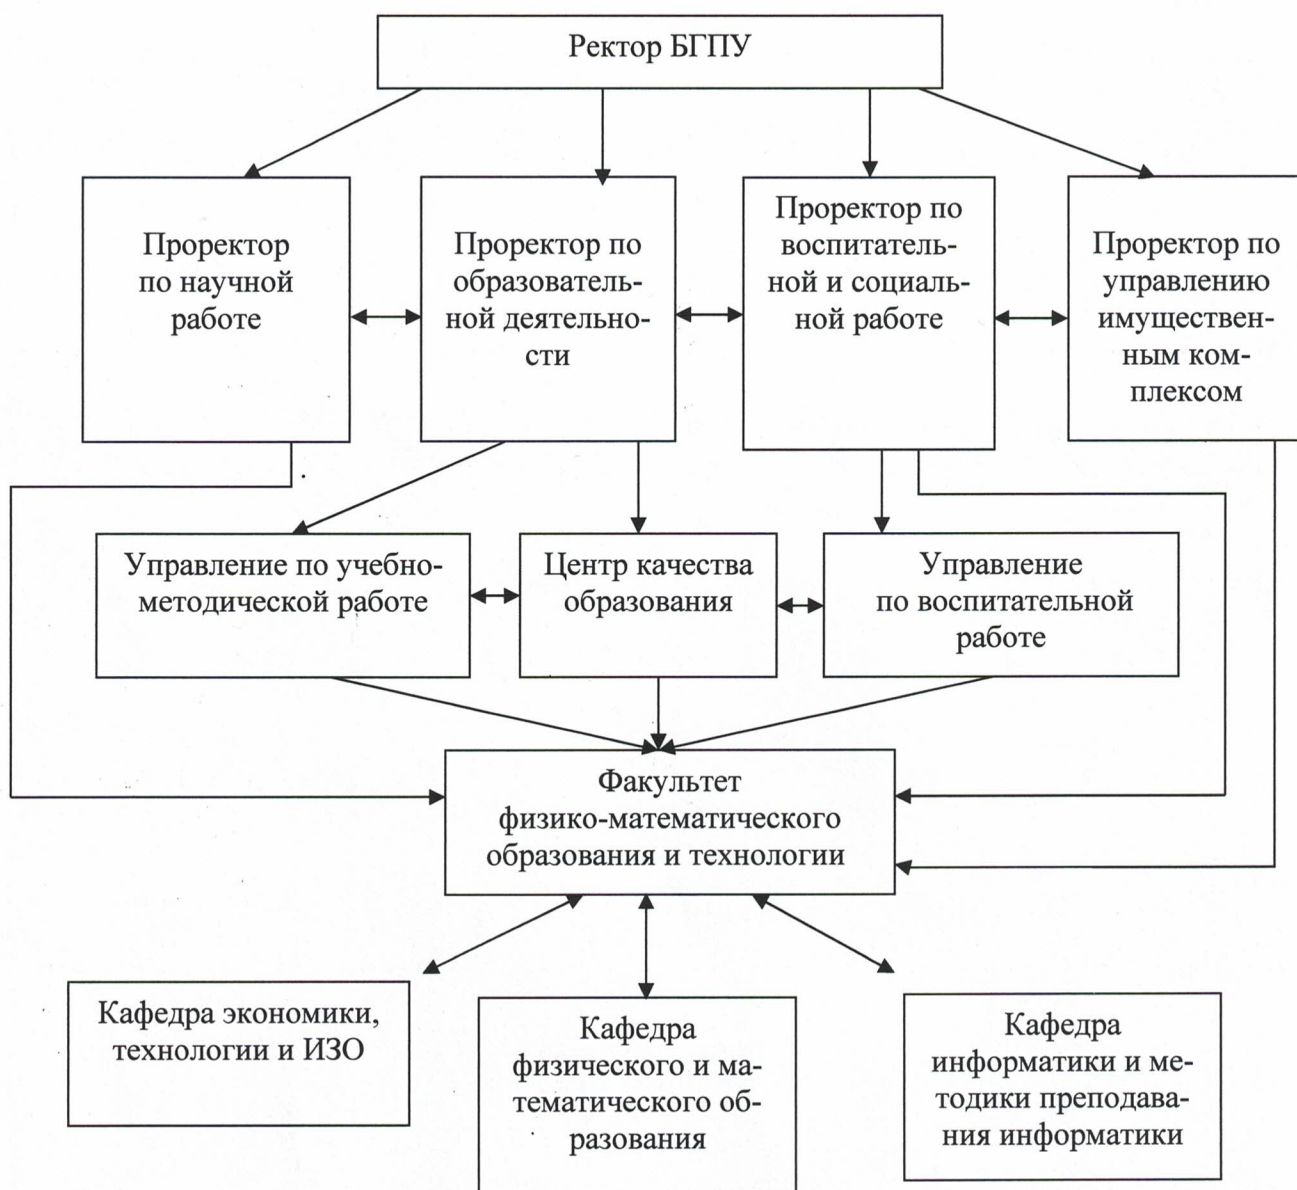 Ректор БГПУ
Проректор
по научной
работе
Проректор по
образователь-
ной деятельно-
сти
Проректор по
воспитатель-
ной и социаль-
ной работе
Проректор по
управлению
имуществен-
ным ком-
плексом
Управление по учебно-
методической работе
Центр качества
образования
Управление
по воспитательной
работе
Факультет
физико-математического
образования и технологии
Кафедра экономики,
технологии и ИЗО
Кафедра
физического и ма-
тематического об-
разования
Кафедра
информатики и ме-
тодики преподава-
ния информатики